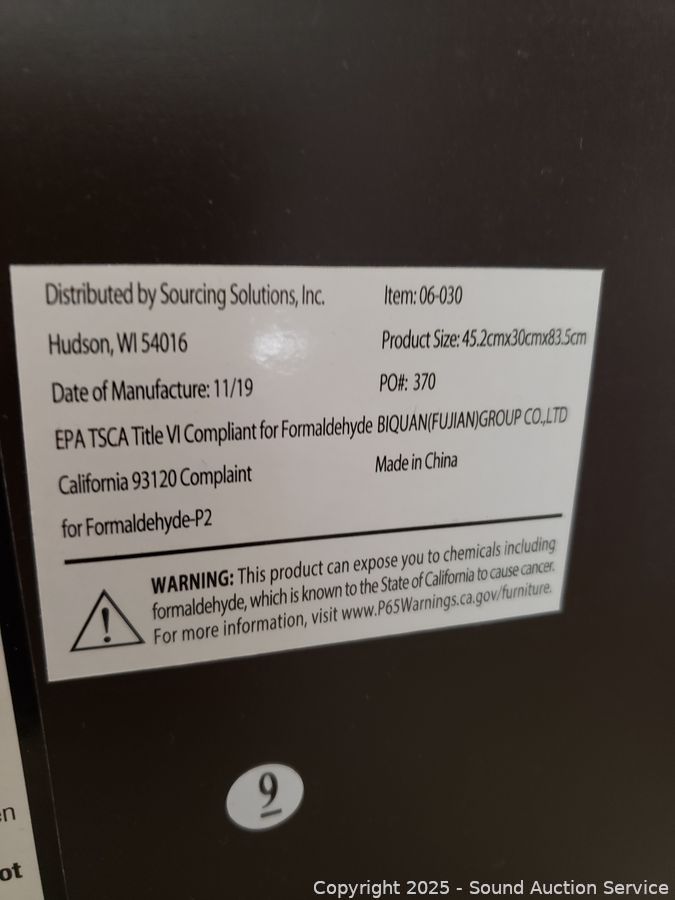 Distributed by Sourcing Solutions, Inc.
Hudson, WI 54016
Date of Manufacture: 11/19
EPA TSCA Title VI Compliant for Formaldehyde
California 93120 Complaint
for Formaldehyde-P2
Item: 06-030
Product Size: 45.2cmx30cmx83.5cm
PO#: 370
BIQUAN(FUJIAN)GROUP CO.,LTD
Made in China
WARNING: This product can expose you to chemicals including
formaldehyde, which is known to the State of California to cause cancer.
For more information, visit www.P65Warnings.ca.gov/furniture.
!
9
ot
Copyright 2025 - Sound Auction Service